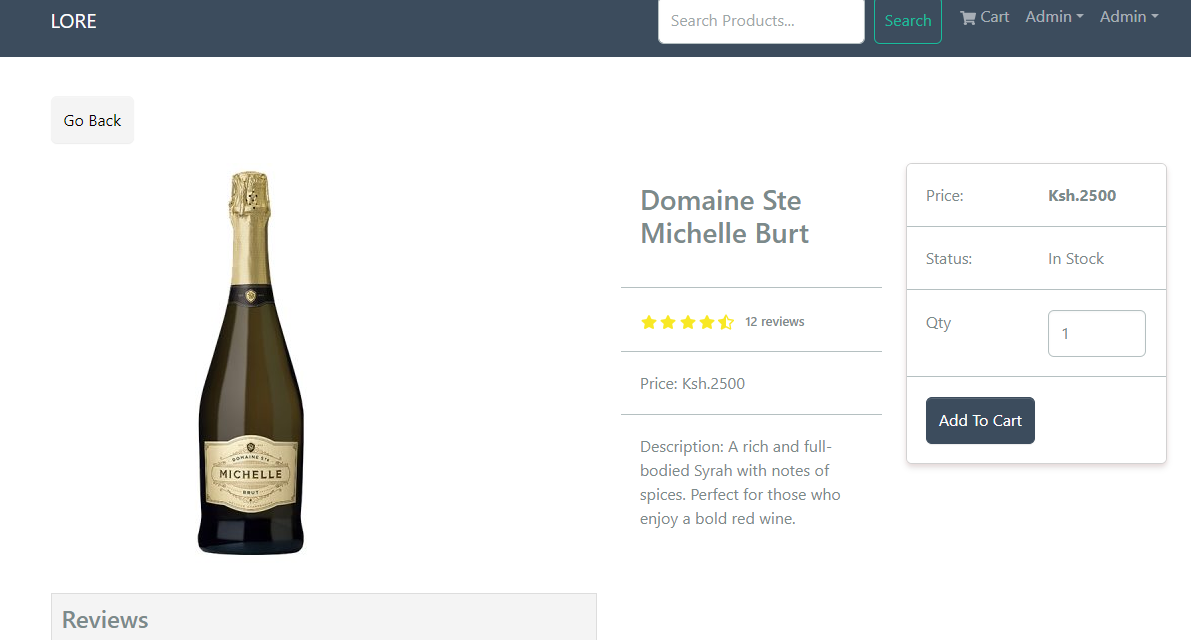 LORE
Search Products...
Search
Cart
Admin
Admin
Go Back
DOMAINE STE
MICHELLE
BRUT
Domaine Ste
Michelle Burt
12 reviews
Price: Ksh.2500
Description: A rich and full-
bodied Syrah with notes of
spices. Perfect for those who
enjoy a bold red wine.
Price: Ksh.2500
Status: In Stock
Qty 1
Add To Cart
Reviews